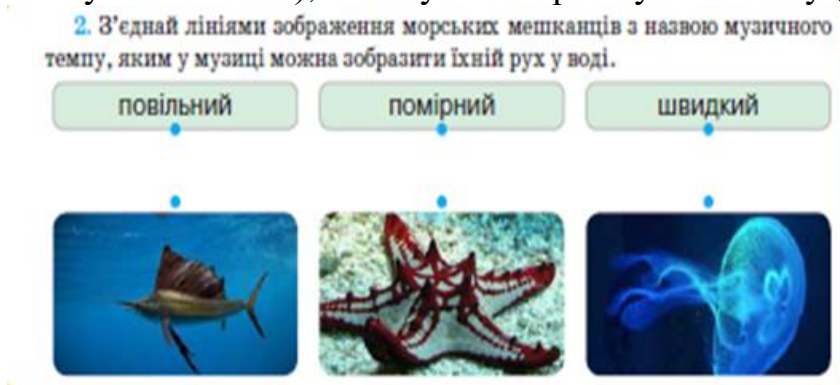 2. З’єднай лініями зображення морських мешканців з назвою музичного
темпу, яким у музиці можна зобразити їхній рух у воді.
повільний помірний швидкий